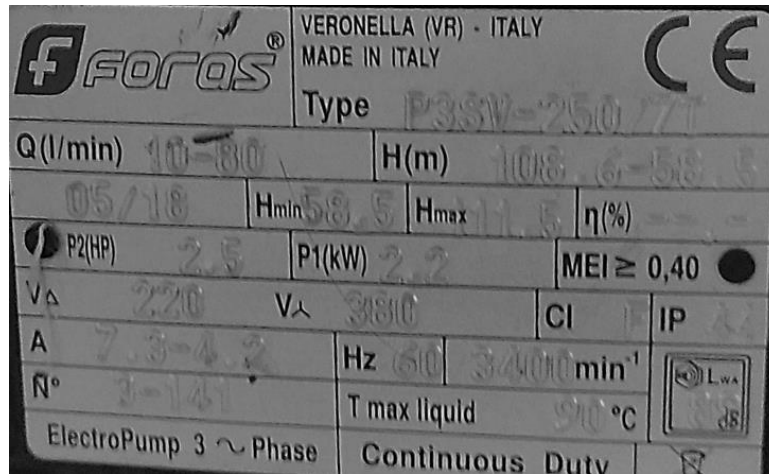 foras® VERONELLA (VR) - ITALY
MADE IN ITALY
CE
Type P3SV-250/7T
Q(l/min) 10-80 H(m) 108.6-58.5
05/18 Hmin 58.5 Hmax 111.5 η(%) --.-
P2(HP) 2.5 P1(kW) 2.2 MEI ≥ 0,40
V△ 220 V⅄ 380 Cl F IP 44
A 7.3-4.2 Hz 60 3400 min⁻¹
Ñ° 3-141 T max liquid 90 °C LWA dB
ElectroPump 3 ~ Phase Continuous Duty